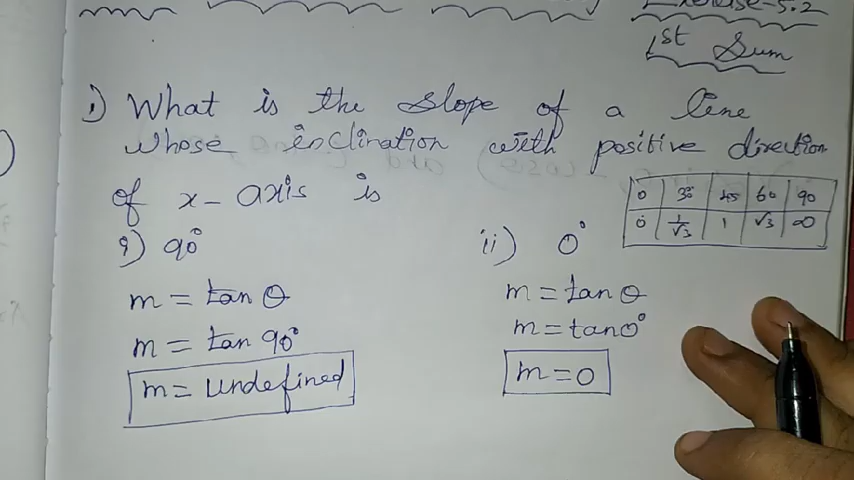 Exercise-5.2
1st Sum
1) What is the slope of a line
whose inclination with positive direction
of x-axis is
0 30 45 60 90
0 1/√3 1 √3 ∞
i) 90°
m = tan θ
m = tan 90°
m = undefined
ii) 0°
m = tan θ
m = tan 0°
m = 0